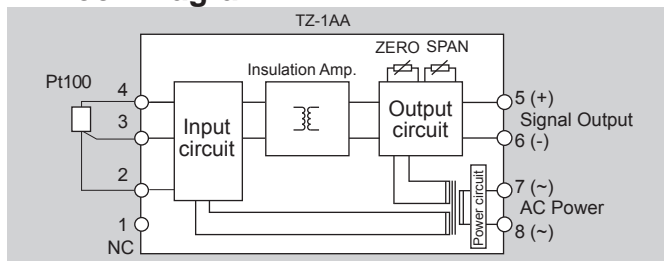 TZ-1AA
ZERO SPAN
Insulation Amp.
Pt100
4
3
2
1
NC
Input
circuit
Output
circuit
5 (+)
Signal Output
6 (-)
Power circuit
7 (~)
AC Power
8 (~)